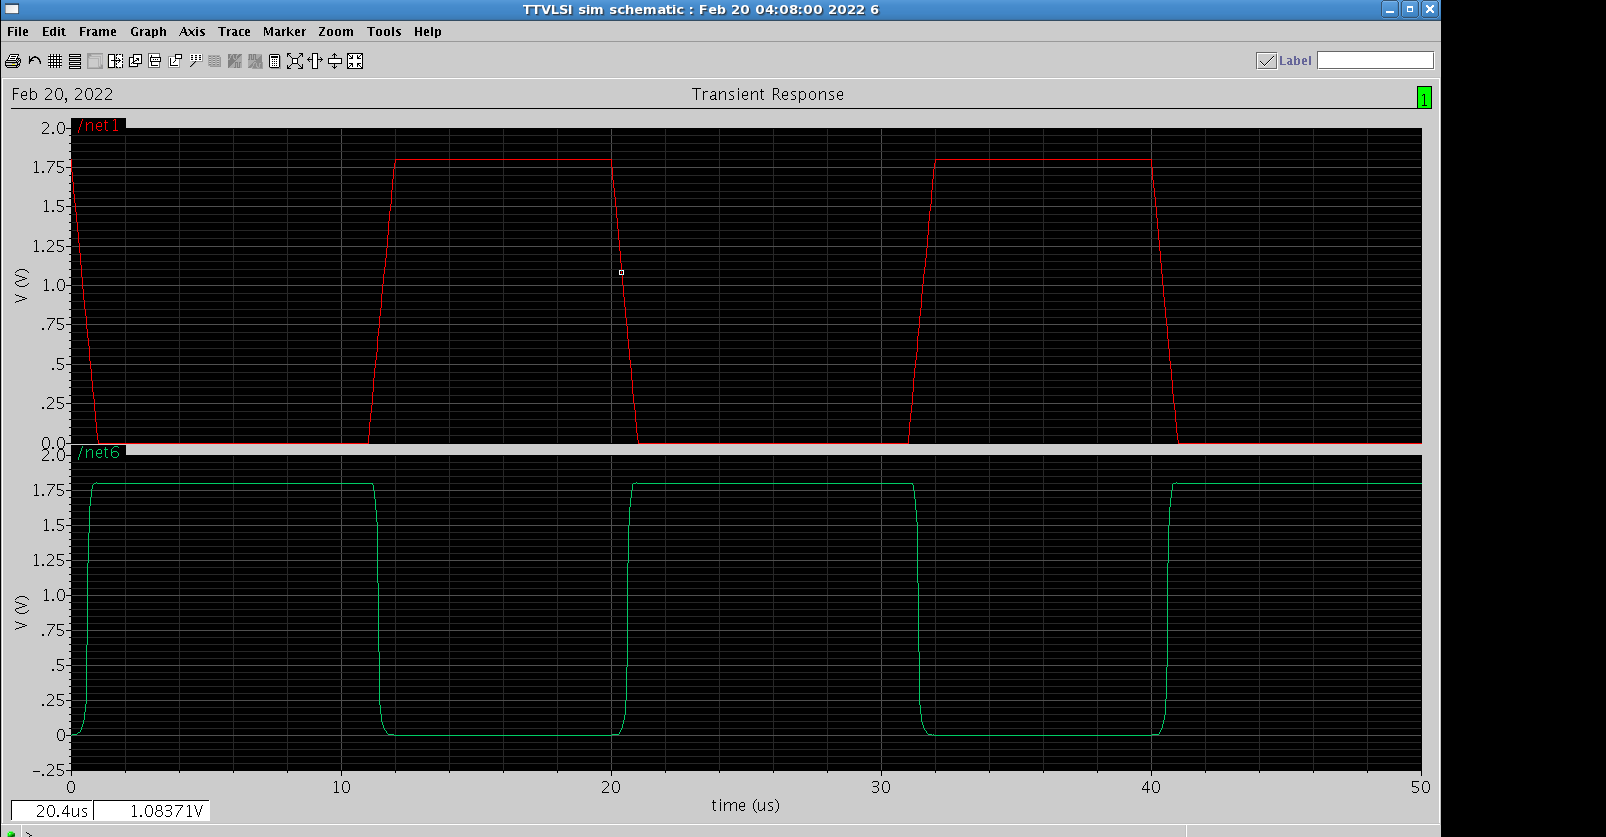 TTVLSI sim schematic : Feb 20 04:08:00 2022 6
File Edit Frame Graph Axis Trace Marker Zoom Tools Help
Label
Feb 20, 2022 Transient Response 1
/net1
2.0
1.75
1.5
1.25
1.0
.75
.5
.25
0.0
V (V)
/net6
2.0
1.75
1.5
1.25
1.0
.75
.5
.25
0
-.25
V (V)
0 10 20 30 40 50
time (us)
20.4us 1.08371V
>